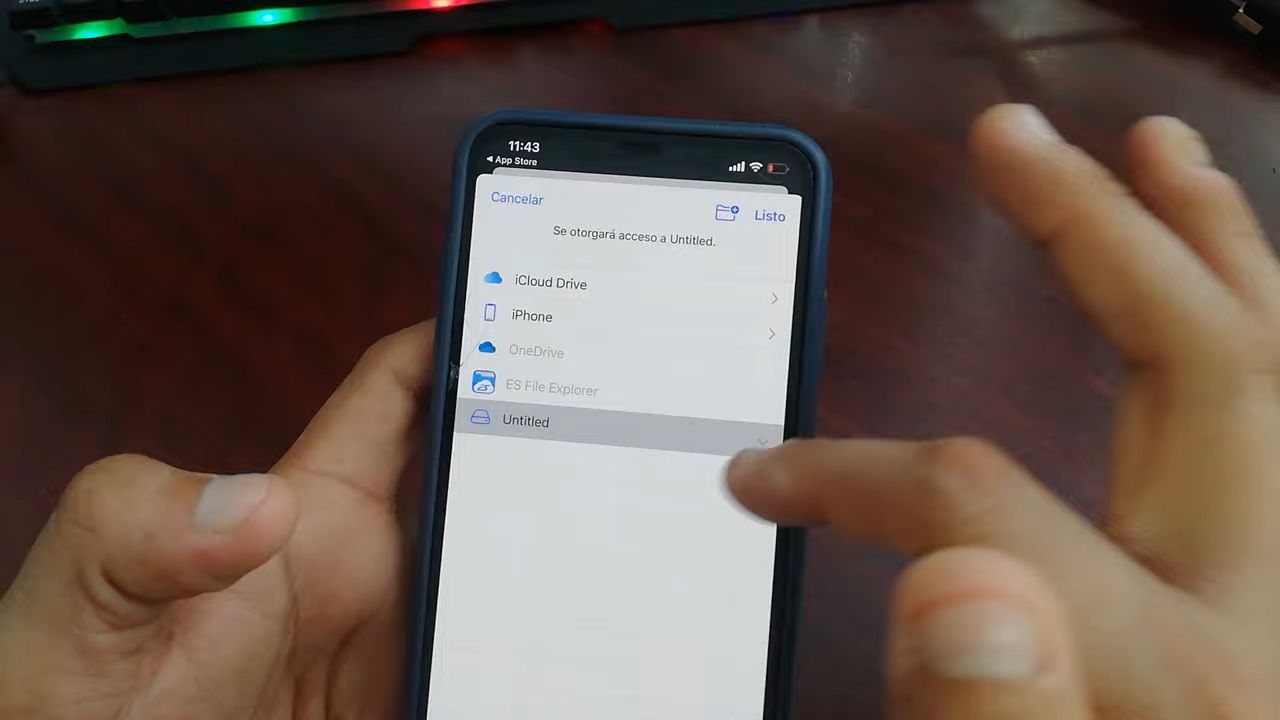 11:43
◀ App Store
Cancelar
Listo
Se otorgará acceso a Untitled.
iCloud Drive
iPhone
OneDrive
ES File Explorer
Untitled